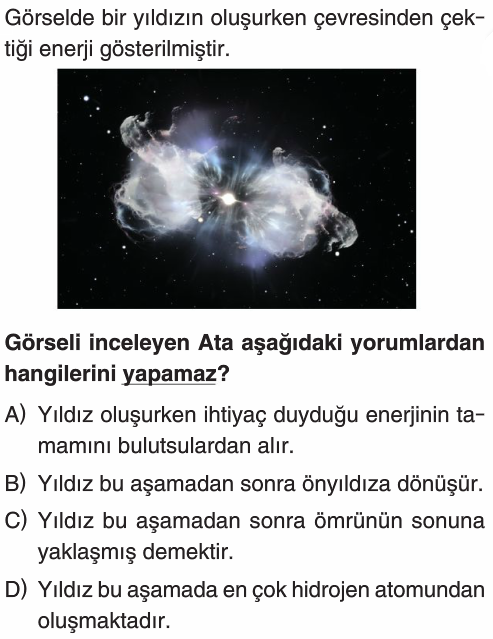 Görselde bir yıldızın oluşurken çevresinden çek-
tiği enerji gösterilmiştir.
Görseli inceleyen Ata aşağıdaki yorumlardan
hangilerini yapamaz?
A) Yıldız oluşurken ihtiyaç duyduğu enerjinin ta-
mamını bulutsulardan alır.
B) Yıldız bu aşamadan sonra önyıldıza dönüşür.
C) Yıldız bu aşamadan sonra ömrünün sonuna
yaklaşmış demektir.
D) Yıldız bu aşamada en çok hidrojen atomundan
oluşmaktadır.